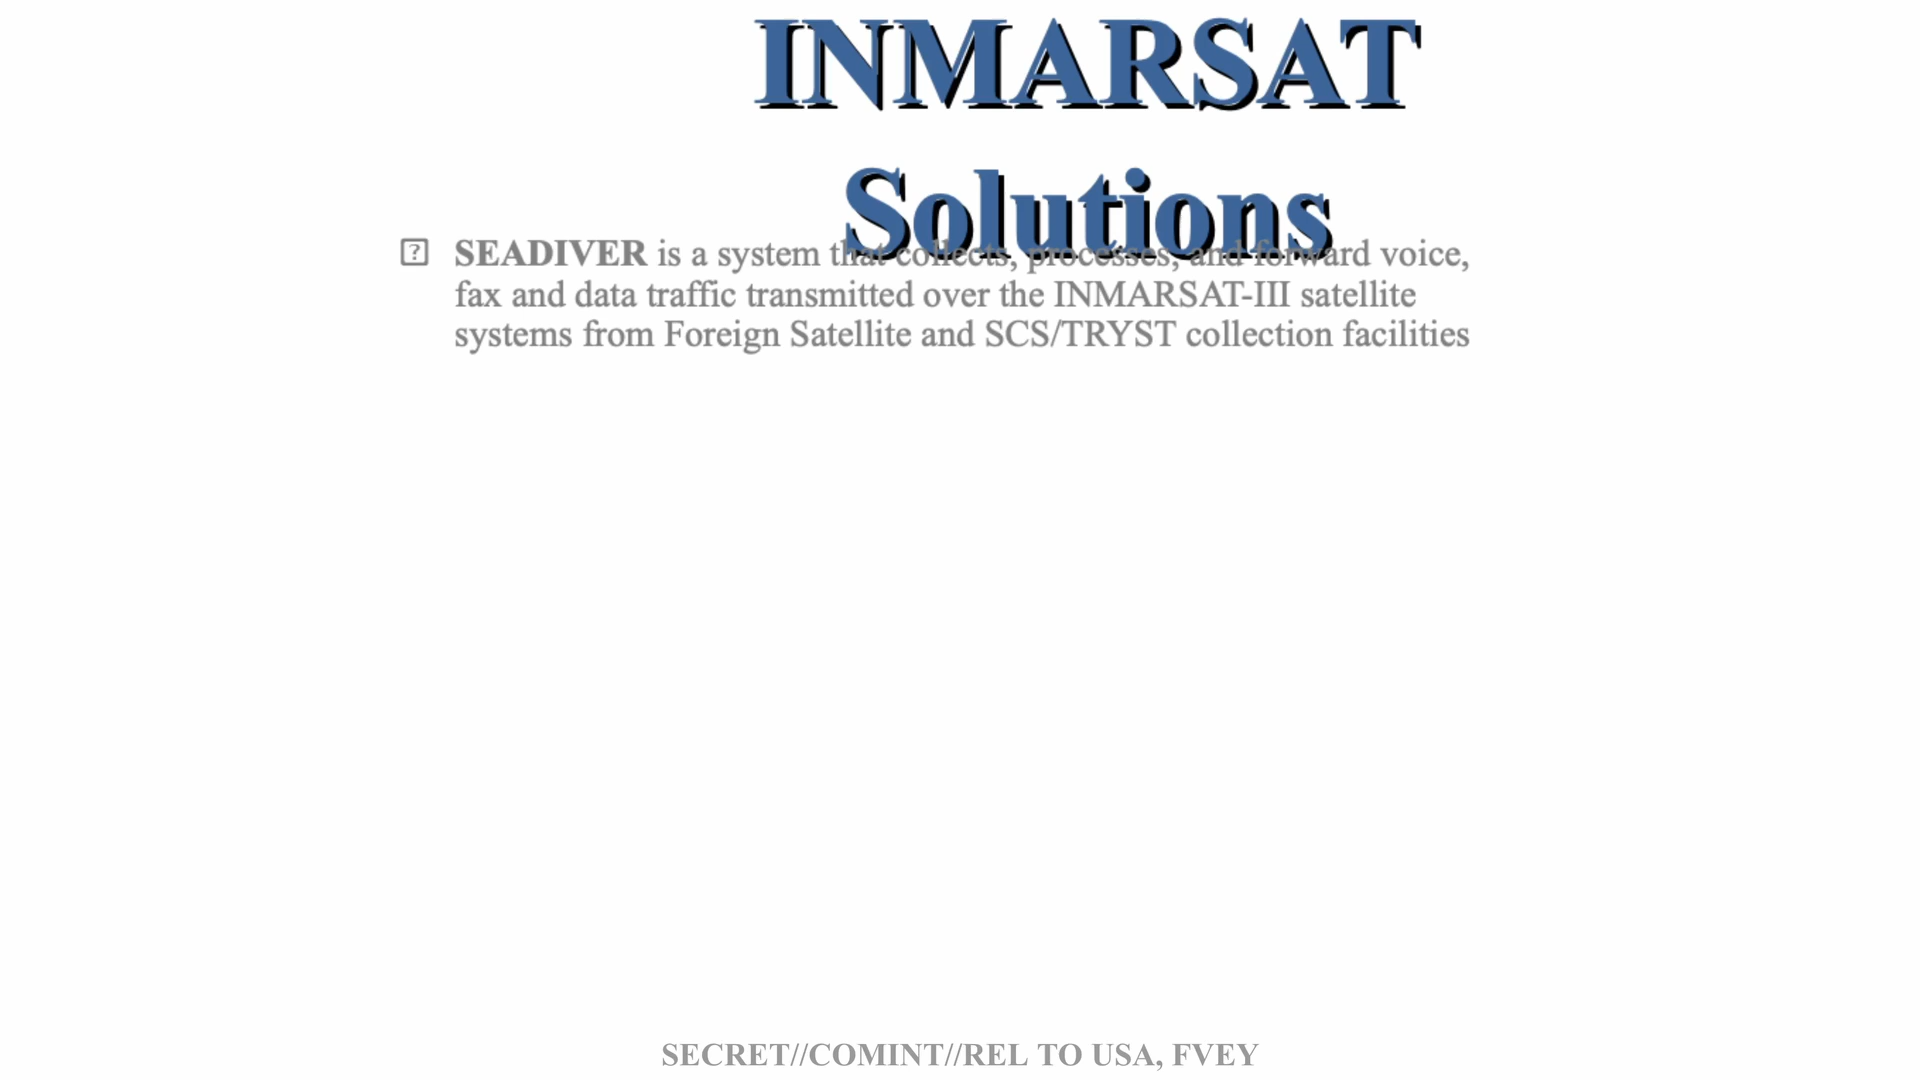 INMARSAT
Solutions
SEADIVER is a system that collects, processes, and forward voice,
fax and data traffic transmitted over the INMARSAT-III satellite
systems from Foreign Satellite and SCS/TRYST collection facilities
SECRET//COMINT//REL TO USA, FVEY